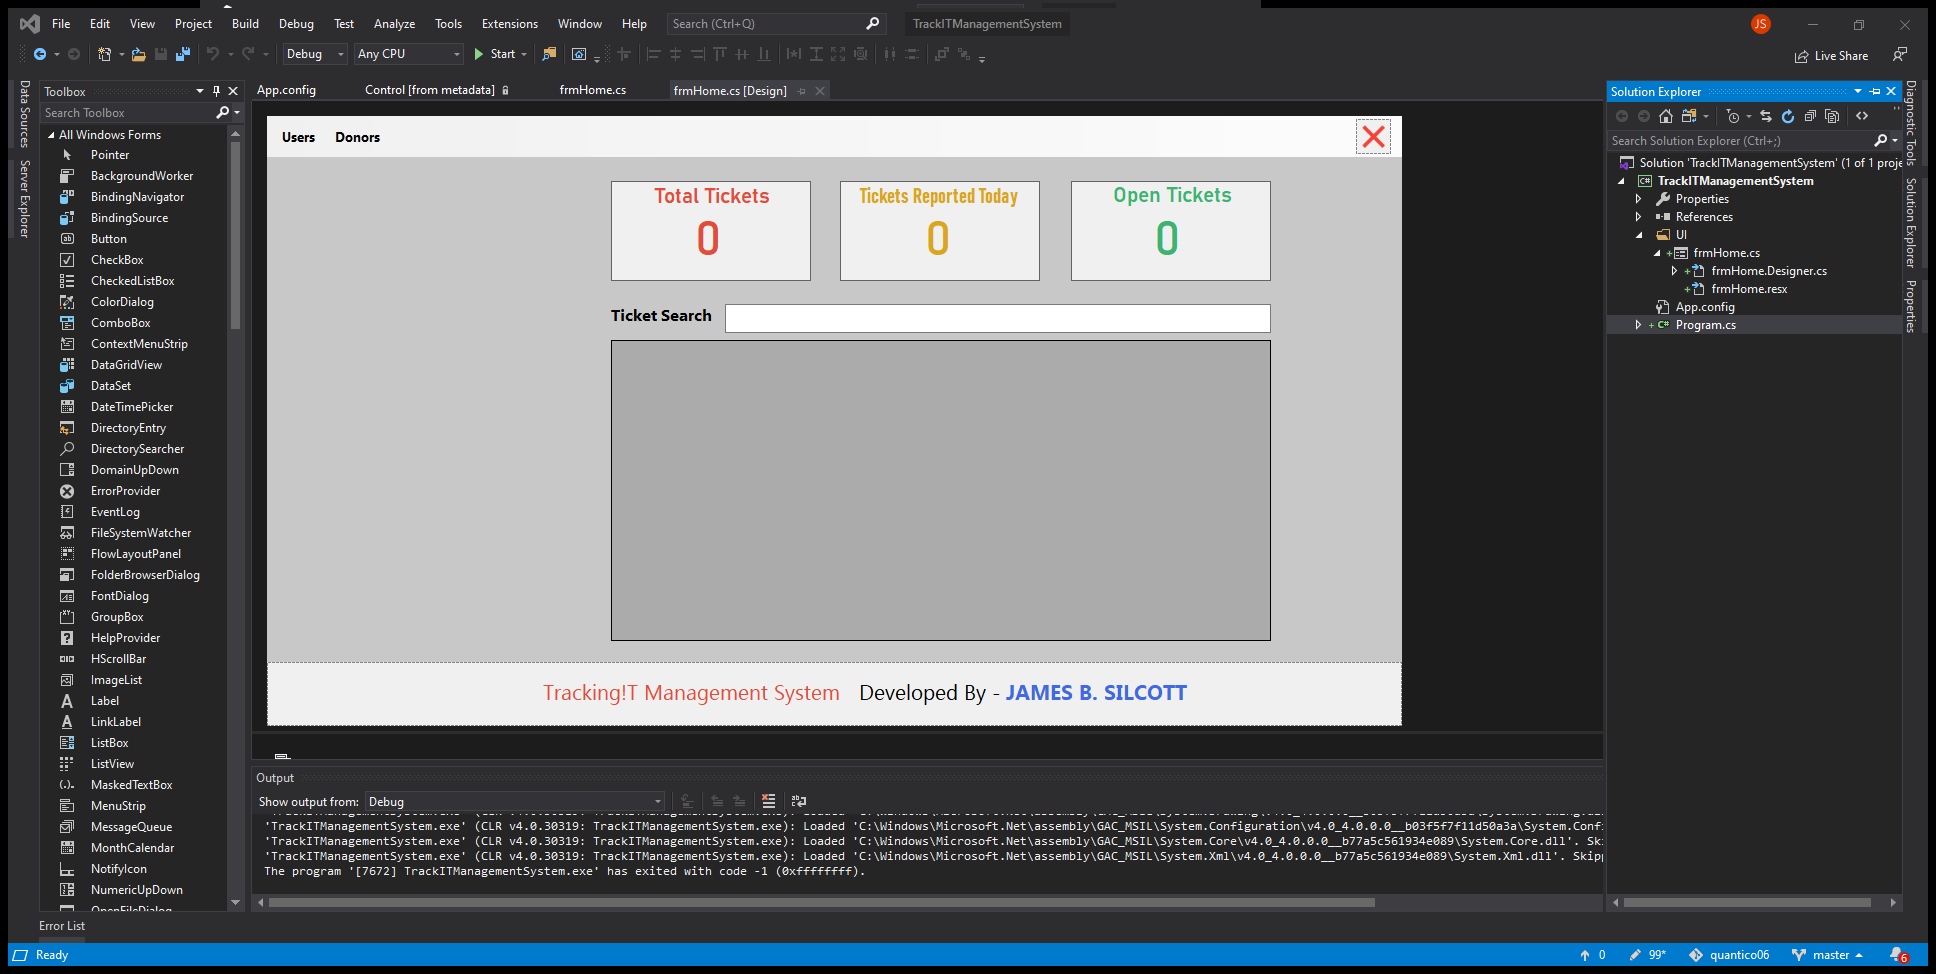 File Edit View Project Build Debug Test Analyze Tools Extensions Window Help Search (Ctrl+Q) TrackITManagementSystem JS
Debug Any CPU Start Live Share
Data Sources
Server Explorer
Toolbox
Search Toolbox
All Windows Forms
Pointer
BackgroundWorker
BindingNavigator
BindingSource
Button
CheckBox
CheckedListBox
ColorDialog
ComboBox
ContextMenuStrip
DataGridView
DataSet
DateTimePicker
DirectoryEntry
DirectorySearcher
DomainUpDown
ErrorProvider
EventLog
FileSystemWatcher
FlowLayoutPanel
FolderBrowserDialog
FontDialog
GroupBox
HelpProvider
HScrollBar
ImageList
Label
LinkLabel
ListBox
ListView
MaskedTextBox
MenuStrip
MessageQueue
MonthCalendar
NotifyIcon
NumericUpDown
OpenFileDialog
App.config Control [from metadata] frmHome.cs frmHome.cs [Design]
Users Donors
Total Tickets
0
Tickets Reported Today
0
Open Tickets
0
Ticket Search
Tracking!T Management System Developed By - JAMES B. SILCOTT
Output
Show output from: Debug
'TrackITManagementSystem.exe' (CLR v4.0.30319: TrackITManagementSystem.exe): Loaded 'C:\Windows\Microsoft.Net\assembly\GAC_MSIL\System.Configuration\v4.0_4.0.0.0__b03f5f7f11d50a3a\System.Confi
'TrackITManagementSystem.exe' (CLR v4.0.30319: TrackITManagementSystem.exe): Loaded 'C:\Windows\Microsoft.Net\assembly\GAC_MSIL\System.Core\v4.0_4.0.0.0__b77a5c561934e089\System.Core.dll'. Ski
'TrackITManagementSystem.exe' (CLR v4.0.30319: TrackITManagementSystem.exe): Loaded 'C:\Windows\Microsoft.Net\assembly\GAC_MSIL\System.Xml\v4.0_4.0.0.0__b77a5c561934e089\System.Xml.dll'. Skipp
The program '[7672] TrackITManagementSystem.exe' has exited with code -1 (0xffffffff).
Solution Explorer
Search Solution Explorer (Ctrl+;)
Solution 'TrackITManagementSystem' (1 of 1 proje
TrackITManagementSystem
Properties
References
UI
frmHome.cs
frmHome.Designer.cs
frmHome.resx
App.config
Program.cs
Diagnostic Tools
Solution Explorer
Properties
Error List
Ready 0 99* quantico06 master 6